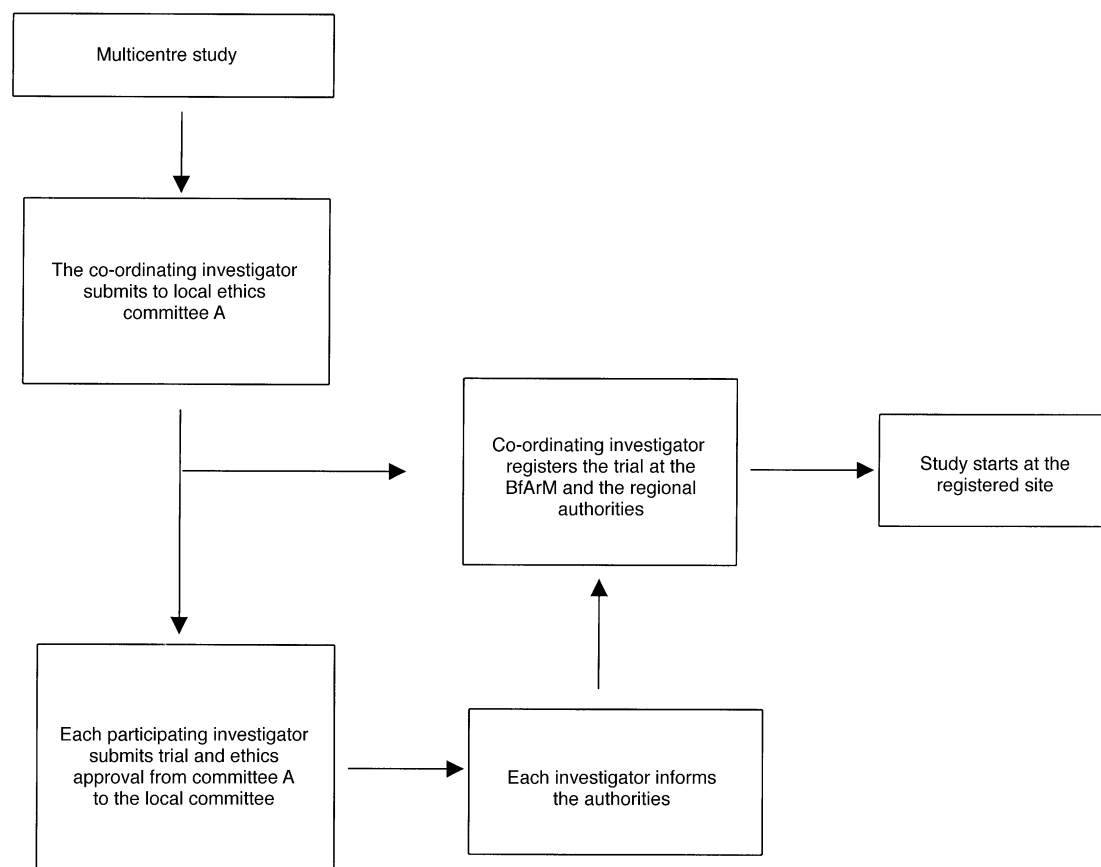 Multicentre study
The co-ordinating investigator
submits to local ethics
committee A
Co-ordinating investigator
registers the trial at the
BfArM and the regional
authorities
Study starts at the
registered site
Each participating investigator
submits trial and ethics
approval from committee A
to the local committee
Each investigator informs
the authorities